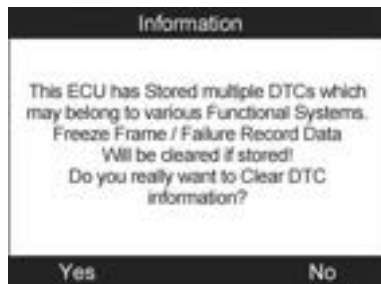 Information
This ECU has Stored multiple DTCs which
may belong to various Functional Systems.
Freeze Frame / Failure Record Data
Will be cleared if stored!
Do you really want to Clear DTC
information?
Yes No